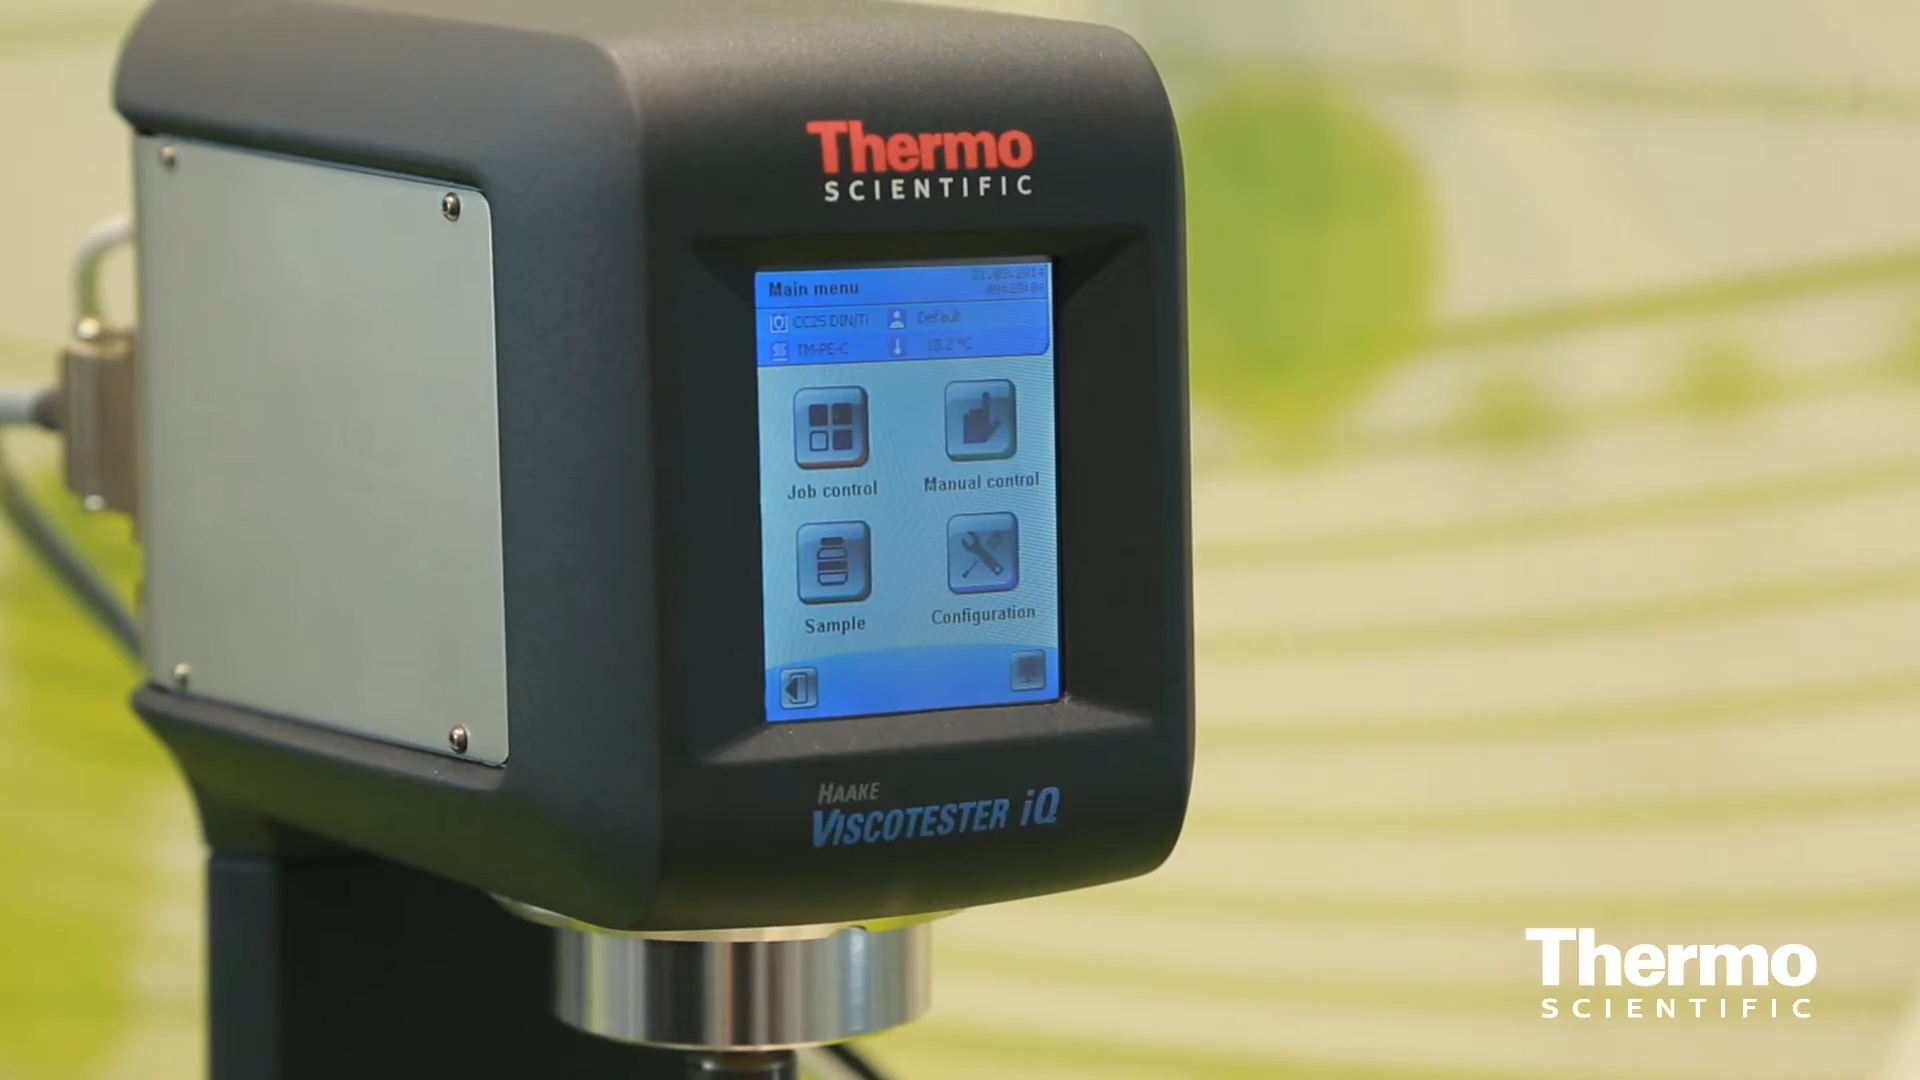 Thermo
SCIENTIFIC
Main menu
CC25 DIN/Ti
Default
TM-PE-C
Job control
Manual control
Sample
Configuration
HAAKE
VISCOTESTER iQ
Thermo
SCIENTIFIC